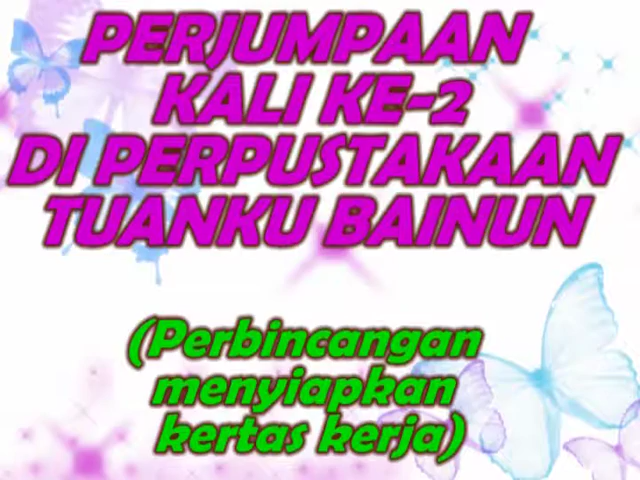 PERJUMPAAN
KALI KE-2
DI PERPUSTAKAAN
TUANKU BAINUN
(Perbincangan
menyiapkan
kertas kerja)